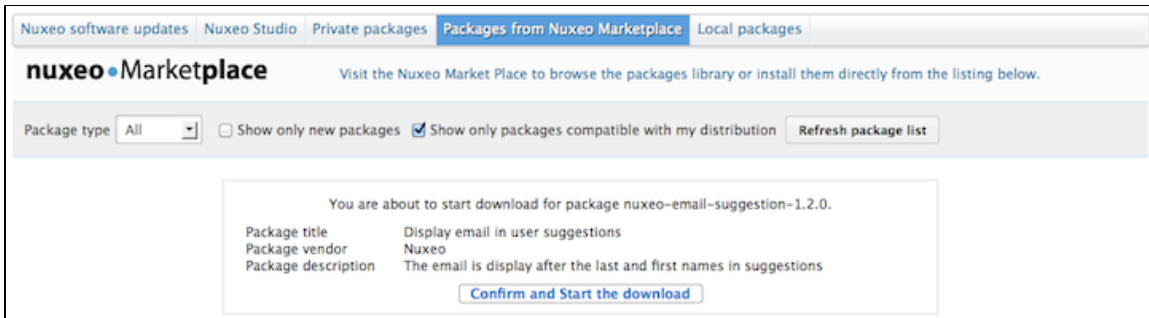 Nuxeo software updates Nuxeo Studio Private packages Packages from Nuxeo Marketplace Local packages
nuxeo•Marketplace Visit the Nuxeo Market Place to browse the packages library or install them directly from the listing below.
Package type All Show only new packages Show only packages compatible with my distribution Refresh package list
You are about to start download for package nuxeo-email-suggestion-1.2.0.
Package title Display email in user suggestions
Package vendor Nuxeo
Package description The email is display after the last and first names in suggestions
Confirm and Start the download